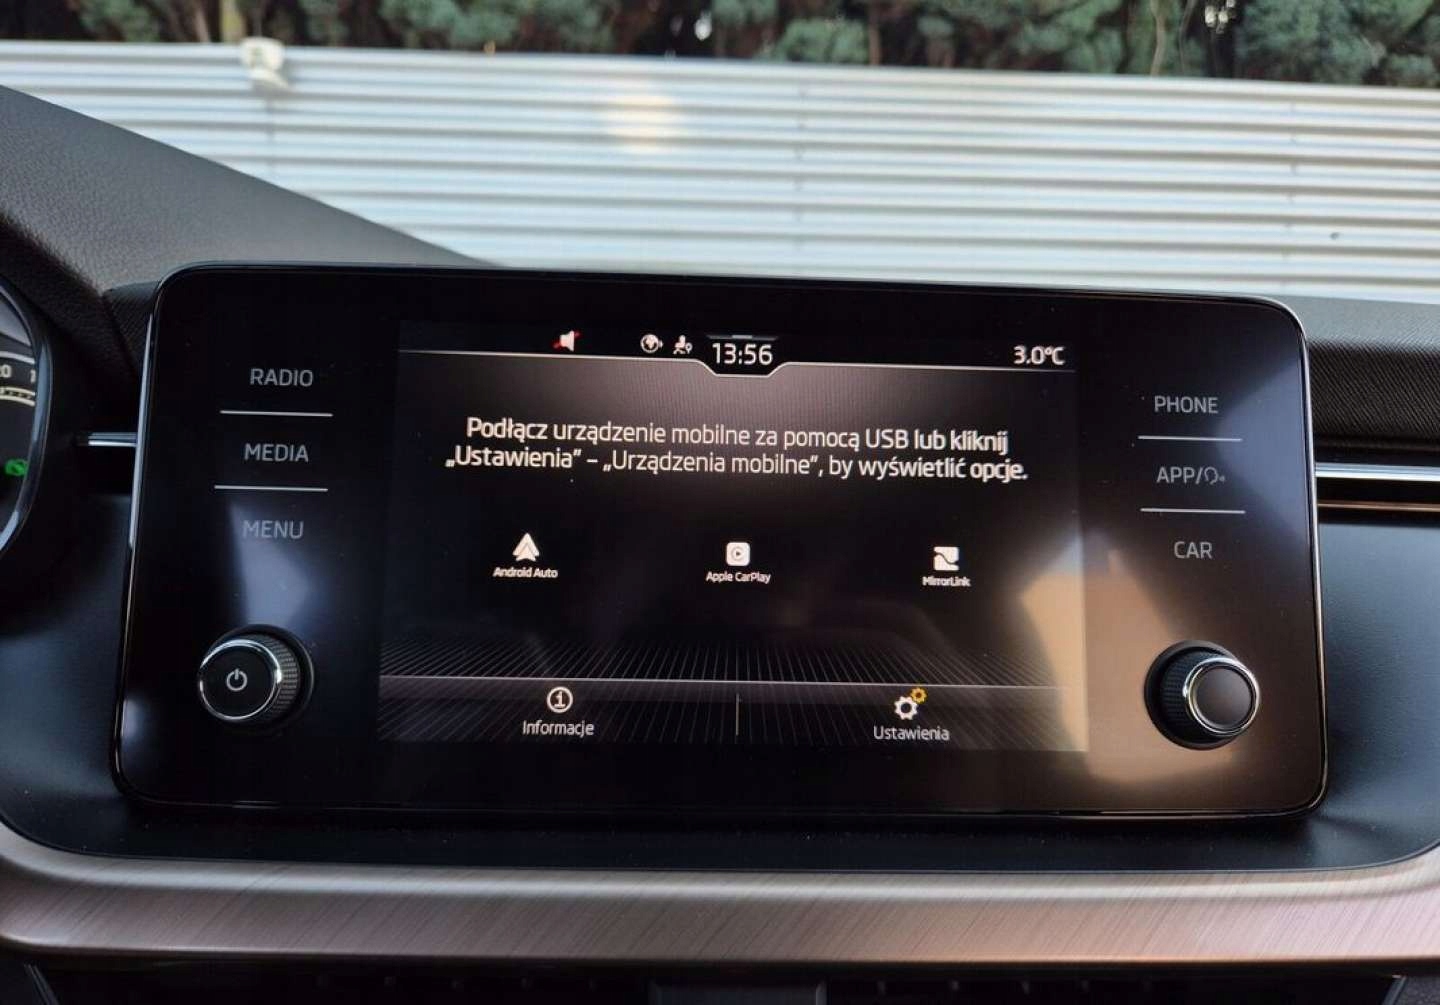 13:56
3.0°C
RADIO
MEDIA
MENU
Podłącz urządzenie mobilne za pomocą USB lub kliknij
„Ustawienia” – „Urządzenia mobilne”, by wyświetlić opcje.
Android Auto
Apple CarPlay
MirrorLink
Informacje
Ustawienia
PHONE
APP/
CAR
20